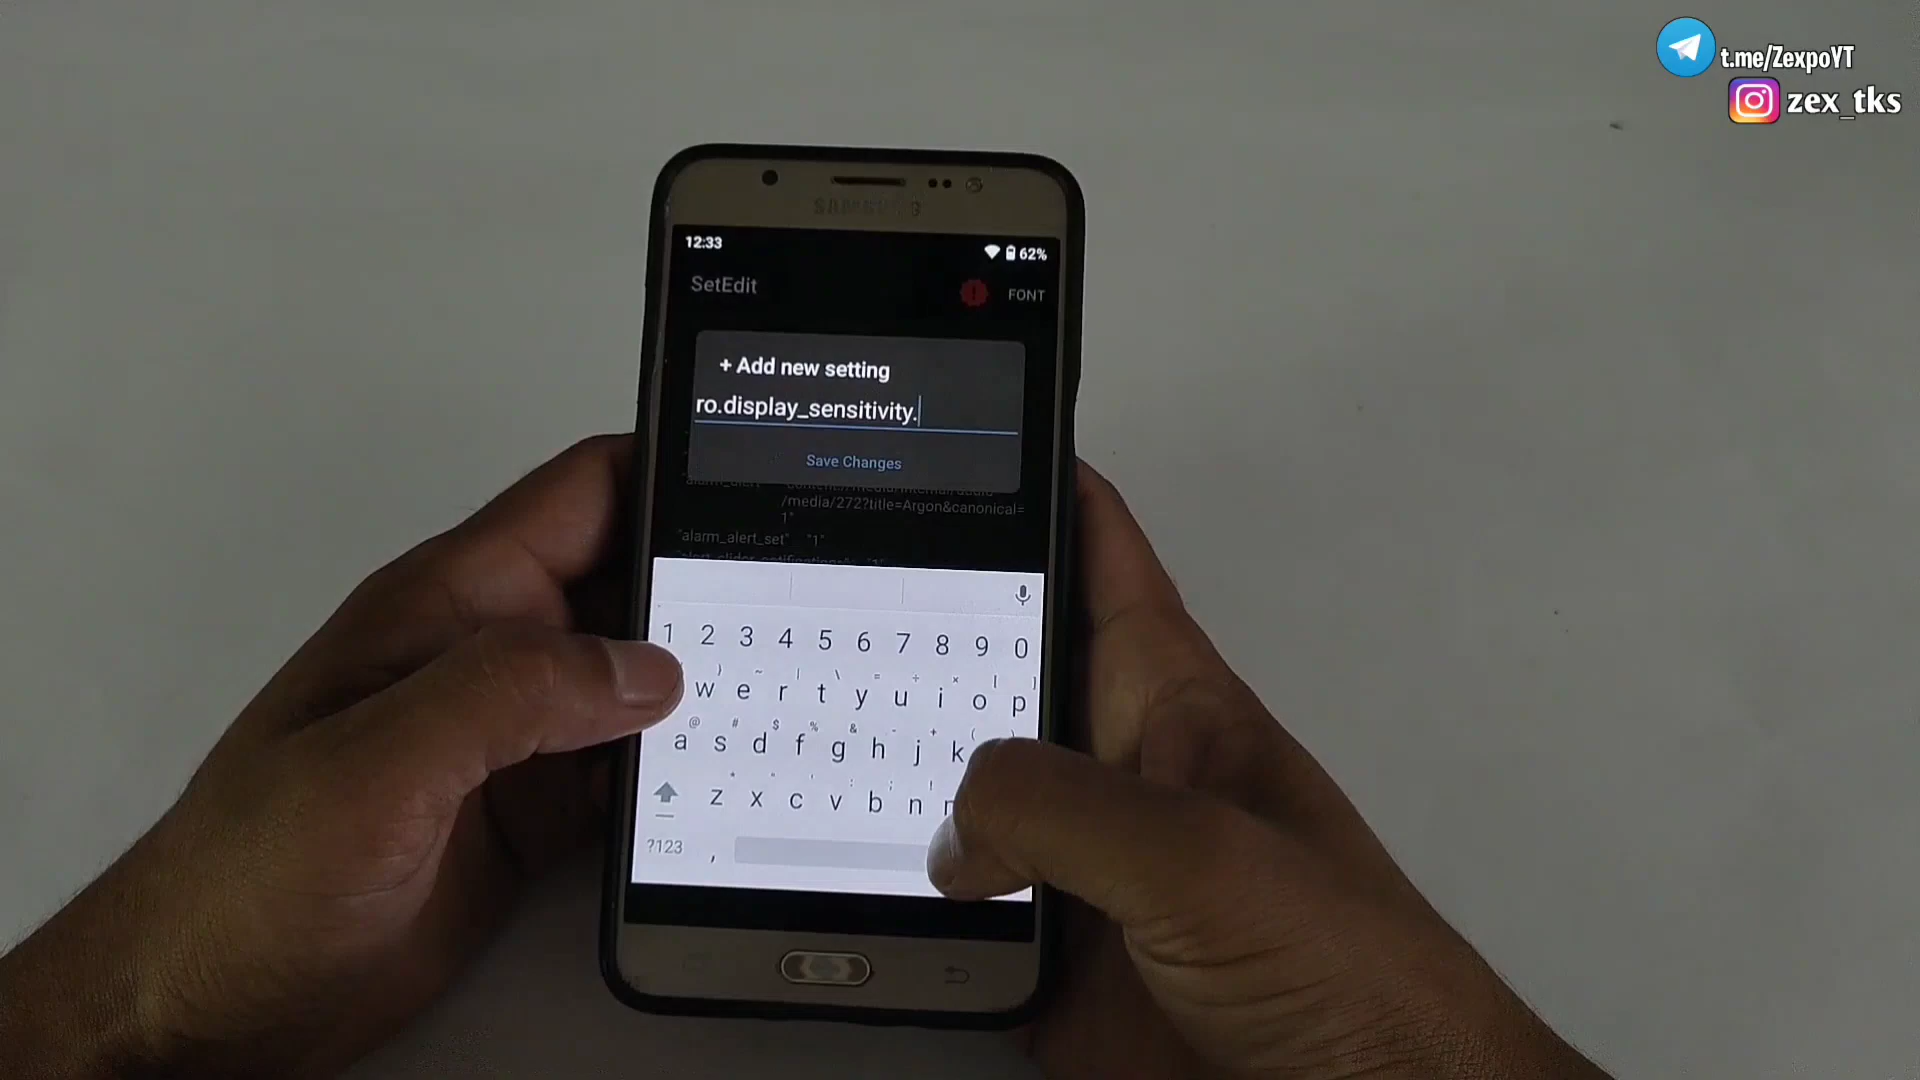 t.me/ZexpoYT
zex_tks
SAMSUNG
12:33
62%
SetEdit
FONT
+ Add new setting
ro.display_sensitivity.
Save Changes
/media/272?title=Argon&canonical=
1"
"alarm_alert_set" "1"
1 2 3 4 5 6 7 8 9 0
w e r t y u i o p
a s d f g h j k
z x c v b n
?123 ,